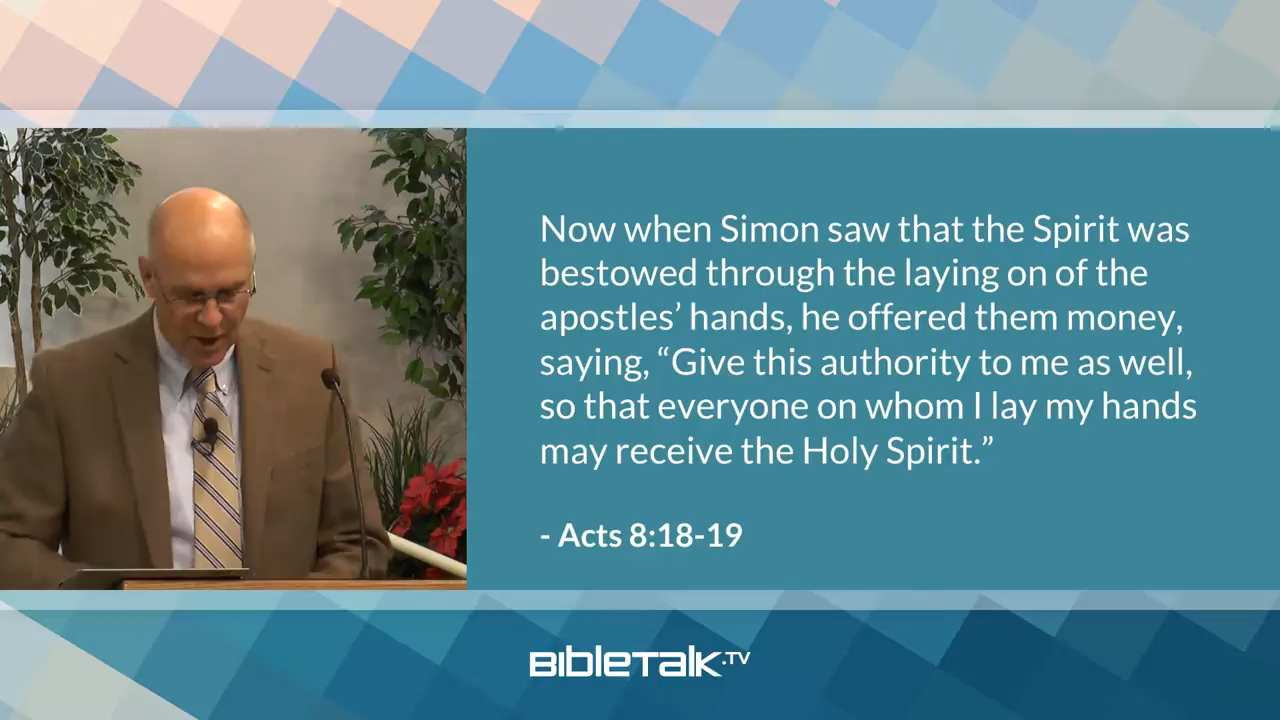 Now when Simon saw that the Spirit was
bestowed through the laying on of the
apostles’ hands, he offered them money,
saying, “Give this authority to me as well,
so that everyone on whom I lay my hands
may receive the Holy Spirit.”
- Acts 8:18-19
BIBLETALK.TV